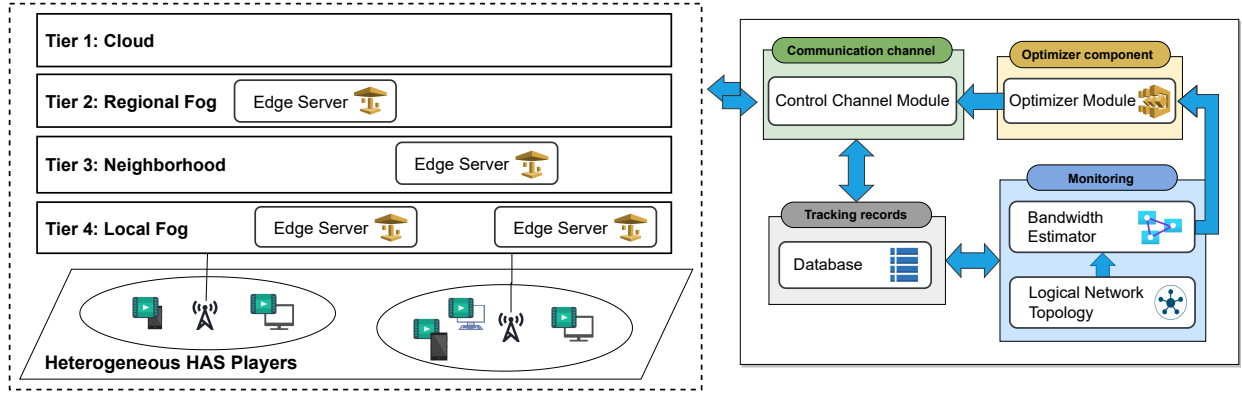 Tier 1: Cloud
Tier 2: Regional Fog
Edge Server
Tier 3: Neighborhood
Edge Server
Tier 4: Local Fog
Edge Server
Edge Server
Heterogeneous HAS Players
Communication channel
Control Channel Module
Optimizer component
Optimizer Module
Tracking records
Database
Monitoring
Bandwidth
Estimator
Logical Network
Topology